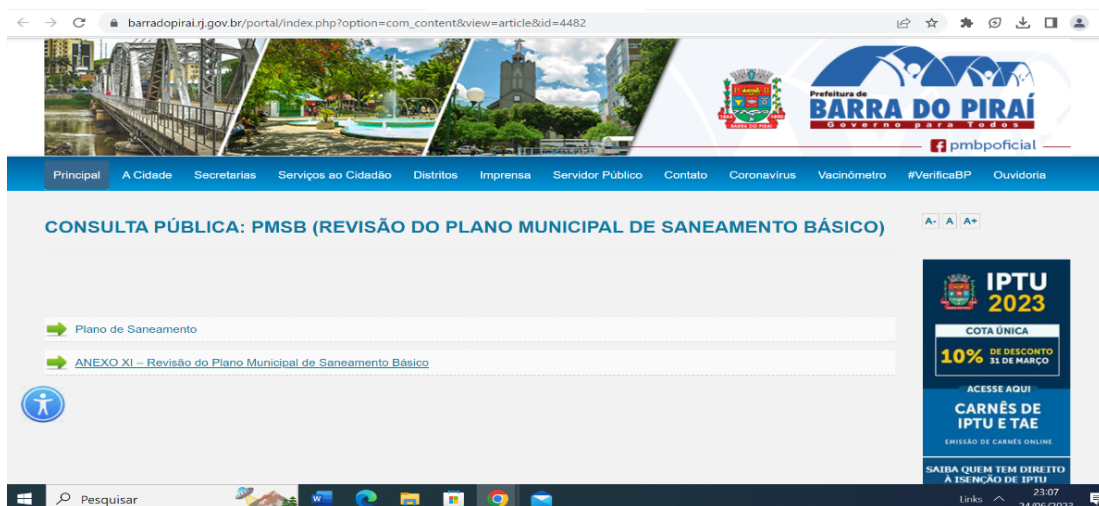 barradopirai.rj.gov.br/portal/index.php?option=com_content&view=article&id=4482
Prefeitura de
BARRA DO PIRAÍ
Governo para Todos
pmbpoficial
Principal A Cidade Secretarias Serviços ao Cidadão Distritos Imprensa Servidor Público Contato Coronavírus Vacinômetro #VerificaBP Ouvidoria
CONSULTA PÚBLICA: PMSB (REVISÃO DO PLANO MUNICIPAL DE SANEAMENTO BÁSICO)
A- A A+
Plano de Saneamento
ANEXO XI – Revisão do Plano Municipal de Saneamento Básico
IPTU
2023
COTA ÚNICA
10% DE DESCONTO
31 DE MARÇO
ACESSE AQUI
CARNÊS DE
IPTU E TAE
EMISSÃO DE CARNÊS ONLINE
SAIBA QUEM TEM DIREITO
À ISENÇÃO DE IPTU
Pesquisar
Links
23:07
24/06/2023